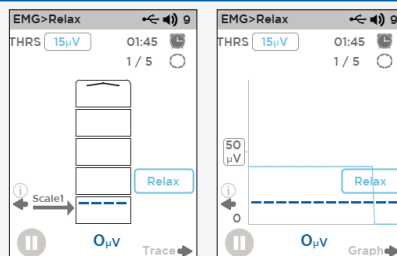 EMG>Relax 9
THRS 15µV 01:45
1 / 5
Relax
i
Scale1
0µV
Trace
EMG>Relax 9
THRS 15µV 01:45
1 / 5
50
µV
Relax
i
0
0µV
Graph